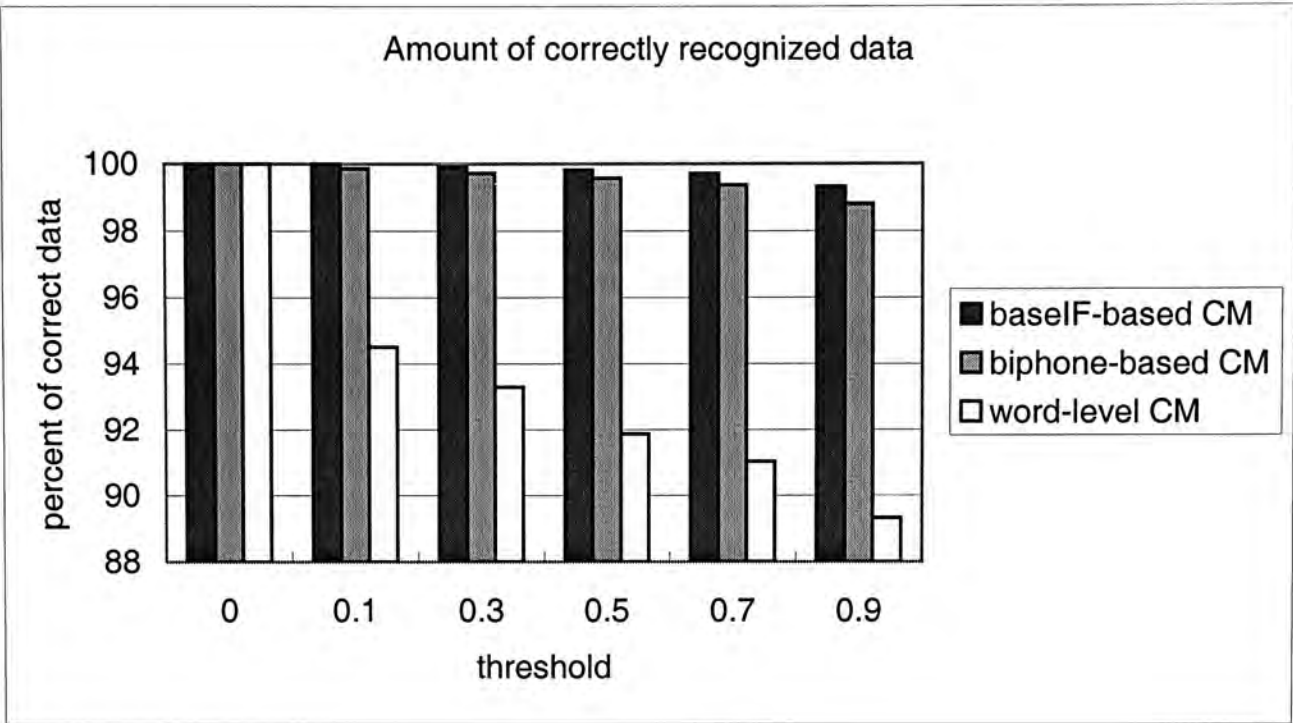 Amount of correctly recognized data
percent of correct data
100
98
96
94
92
90
88
0 0.1 0.3 0.5 0.7 0.9
threshold
baseIF-based CM
biphone-based CM
word-level CM